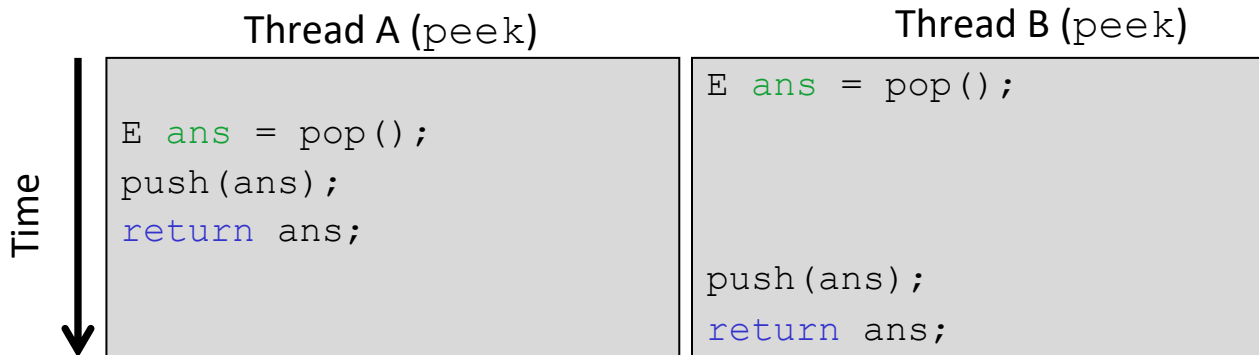 Thread A (peek)
Thread B (peek)
Time
E ans = pop();
push(ans);
return ans;
E ans = pop();
push(ans);
return ans;